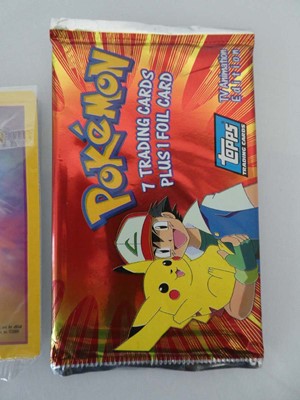 POKéMON
7 TRADING CARDS
PLUS 1 FOIL CARD
TV Animation
Edition
topps
TRADING CARDS